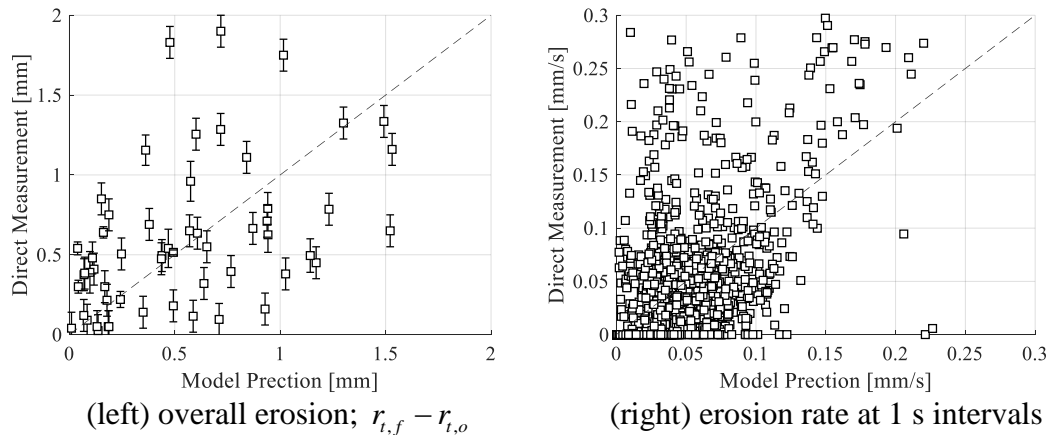 2
1.5
1
0.5
0
Direct Measurement [mm]
0 0.5 1 1.5 2
Model Prection [mm]
(left) overall erosion; r_{t,f} − r_{t,o}
0.3
0.25
0.2
0.15
0.1
0.05
0
Direct Measurement [mm/s]
0 0.05 0.1 0.15 0.2 0.25 0.3
Model Prection [mm/s]
(right) erosion rate at 1 s intervals